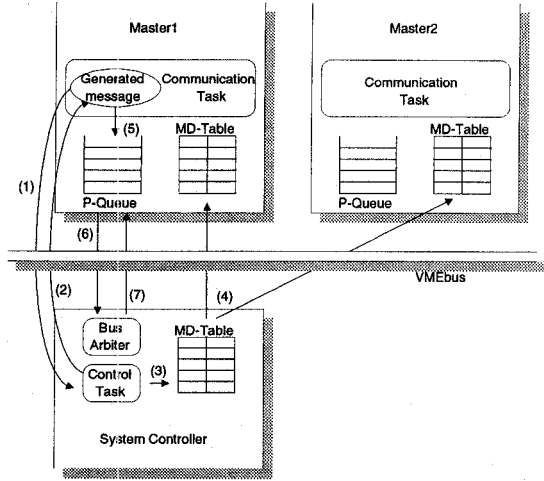 Master1
Master2
Generated
message
Communication
Task
Communication
Task
(5)
MD-Table
MD-Table
(1)
P-Queue
P-Queue
(6)
VMEbus
(2)
(7)
(4)
Bus
Arbiter
MD-Table
Control
Task
(3)
System Controller